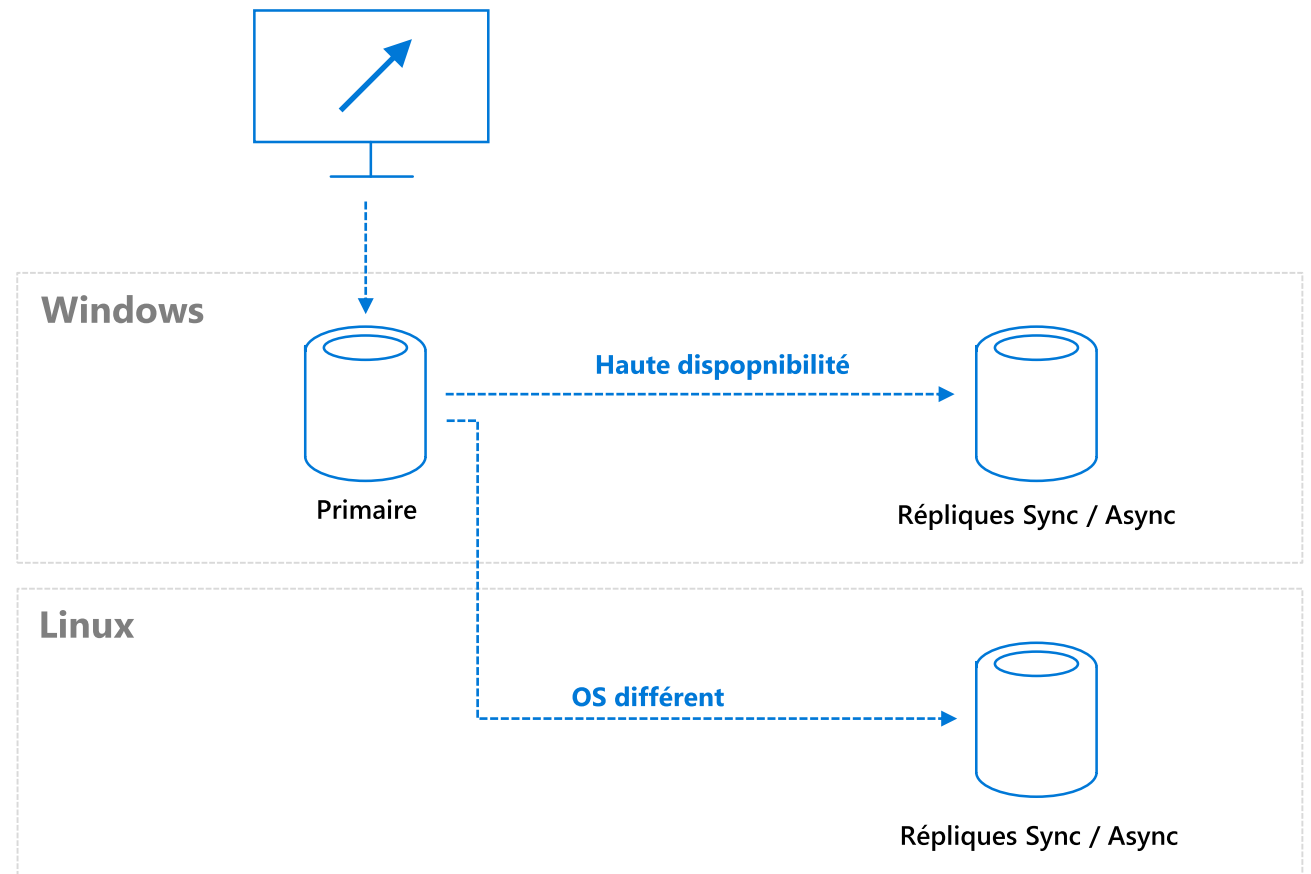 Windows
Haute dispopnibilité
Primaire
Répliques Sync / Async
Linux
OS différent
Répliques Sync / Async